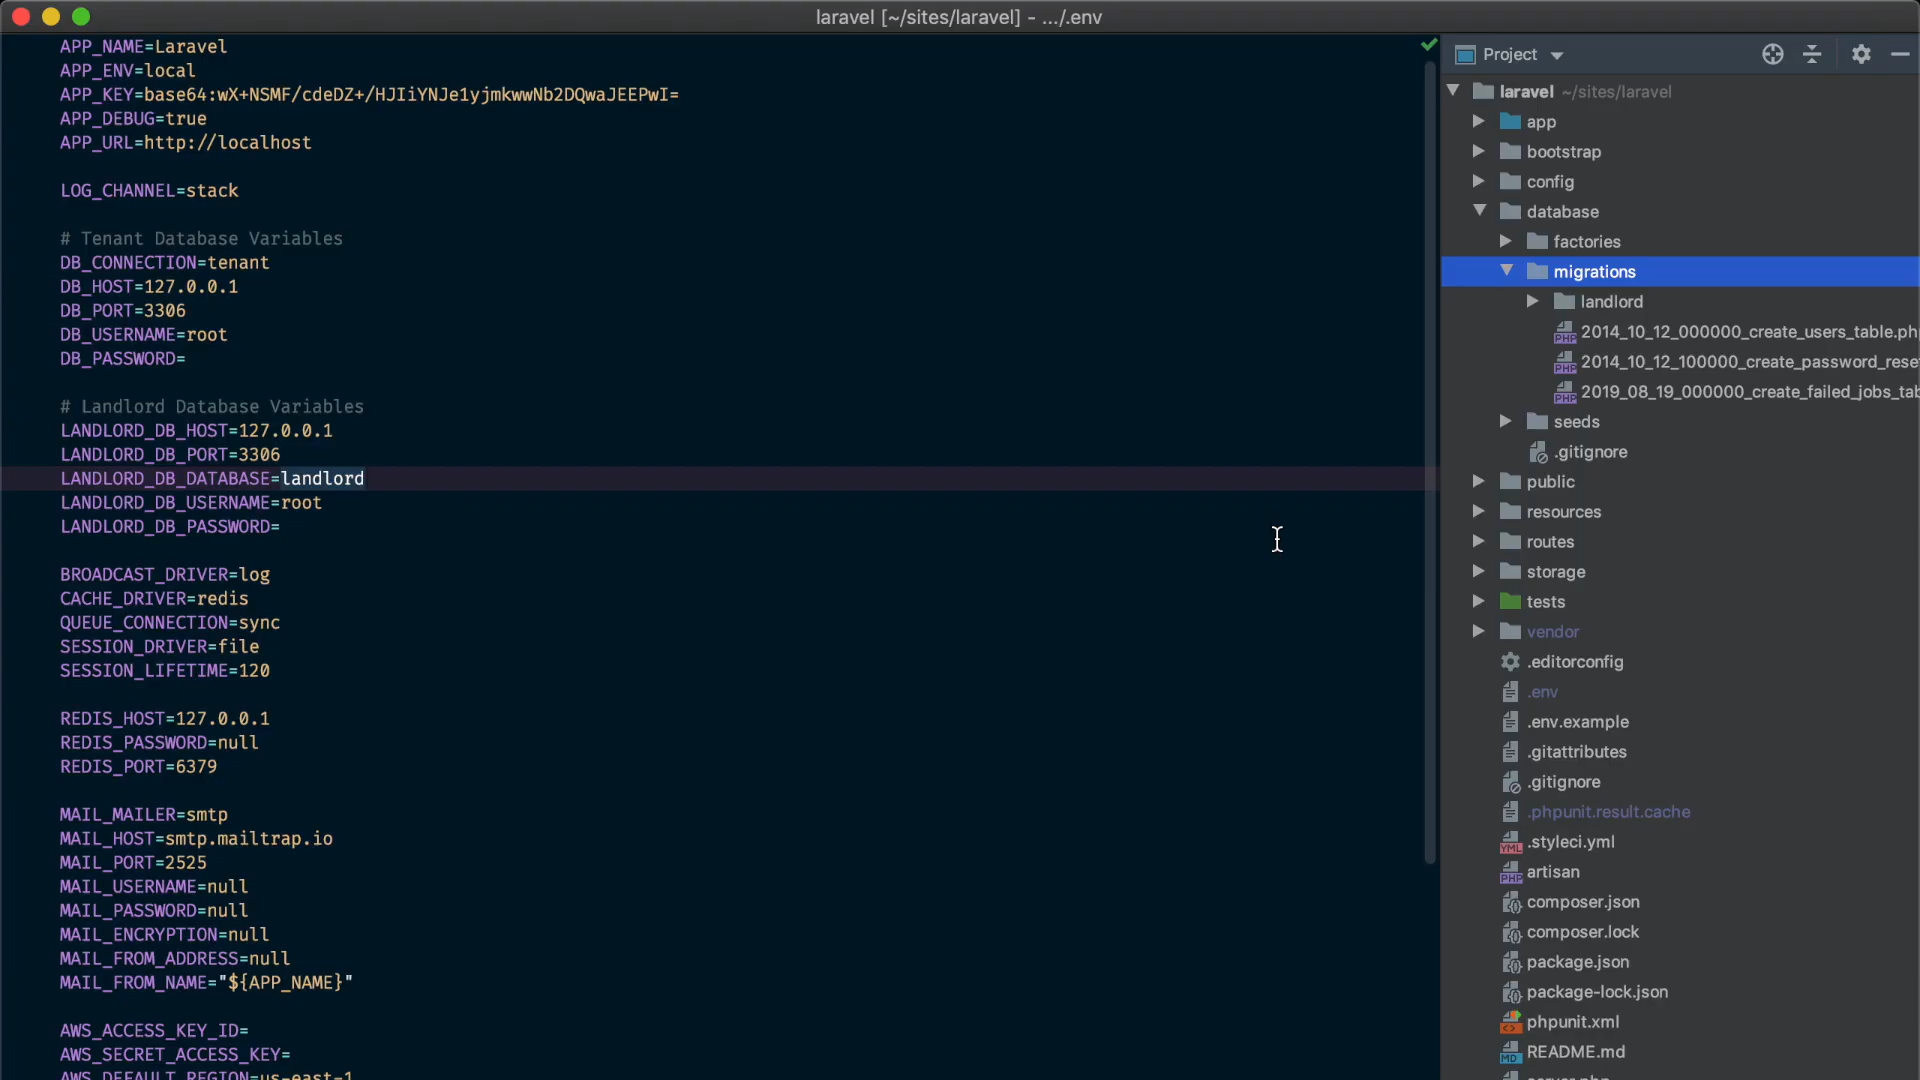 laravel [~/sites/laravel] - .../.env
APP_NAME=Laravel
APP_ENV=local
APP_KEY=base64:wX+NSMF/cdeDZ+/HJIiYNJe1yjmkwwNb2DQwaJEEPwI=
APP_DEBUG=true
APP_URL=http://localhost
LOG_CHANNEL=stack
# Tenant Database Variables
DB_CONNECTION=tenant
DB_HOST=127.0.0.1
DB_PORT=3306
DB_USERNAME=root
DB_PASSWORD=
# Landlord Database Variables
LANDLORD_DB_HOST=127.0.0.1
LANDLORD_DB_PORT=3306
LANDLORD_DB_DATABASE=landlord
LANDLORD_DB_USERNAME=root
LANDLORD_DB_PASSWORD=
BROADCAST_DRIVER=log
CACHE_DRIVER=redis
QUEUE_CONNECTION=sync
SESSION_DRIVER=file
SESSION_LIFETIME=120
REDIS_HOST=127.0.0.1
REDIS_PASSWORD=null
REDIS_PORT=6379
MAIL_MAILER=smtp
MAIL_HOST=smtp.mailtrap.io
MAIL_PORT=2525
MAIL_USERNAME=null
MAIL_PASSWORD=null
MAIL_ENCRYPTION=null
MAIL_FROM_ADDRESS=null
MAIL_FROM_NAME="${APP_NAME}"
AWS_ACCESS_KEY_ID=
AWS_SECRET_ACCESS_KEY=
AWS_DEFAULT_REGION=us-east-1
Project
laravel ~/sites/laravel
app
bootstrap
config
database
factories
migrations
landlord
2014_10_12_000000_create_users_table.ph
2014_10_12_100000_create_password_rese
2019_08_19_000000_create_failed_jobs_tab
seeds
.gitignore
public
resources
routes
storage
tests
vendor
.editorconfig
.env
.env.example
.gitattributes
.gitignore
.phpunit.result.cache
.styleci.yml
artisan
composer.json
composer.lock
package.json
package-lock.json
phpunit.xml
README.md